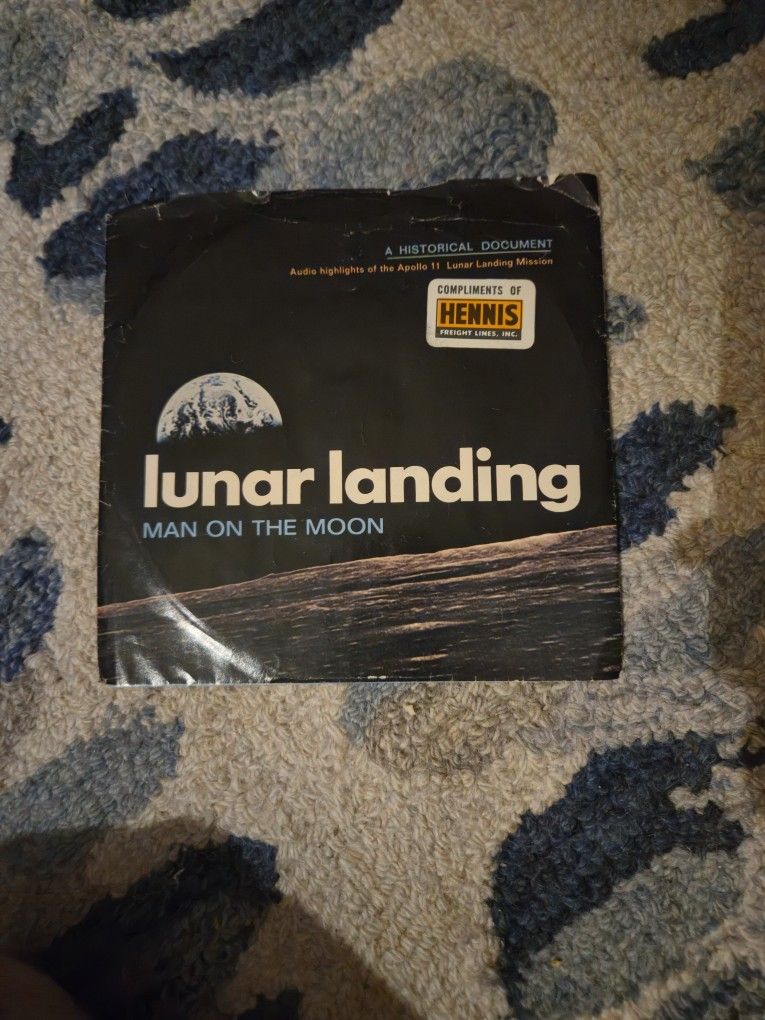 A HISTORICAL DOCUMENT
Audio highlights of the Apollo 11 Lunar Landing Mission
COMPLIMENTS OF
HENNIS
FREIGHT LINES, INC.
lunar landing
MAN ON THE MOON